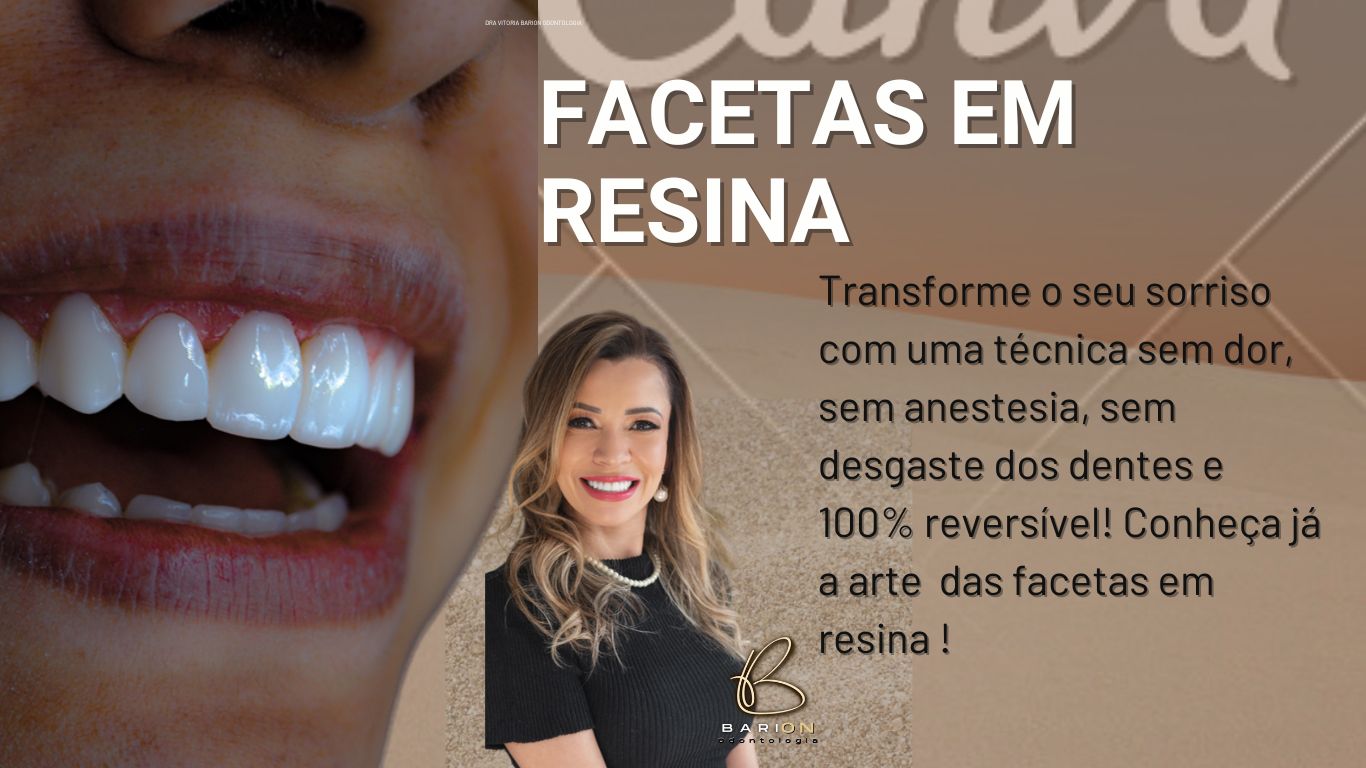 DRA VITORIA BARION ODONTOLOGIA
Canva
FACETAS EM
RESINA
Transforme o seu sorriso
com uma técnica sem dor,
sem anestesia, sem
desgaste dos dentes e
100% reversível! Conheça já
a arte das facetas em
resina !
B
BARION
odontologia